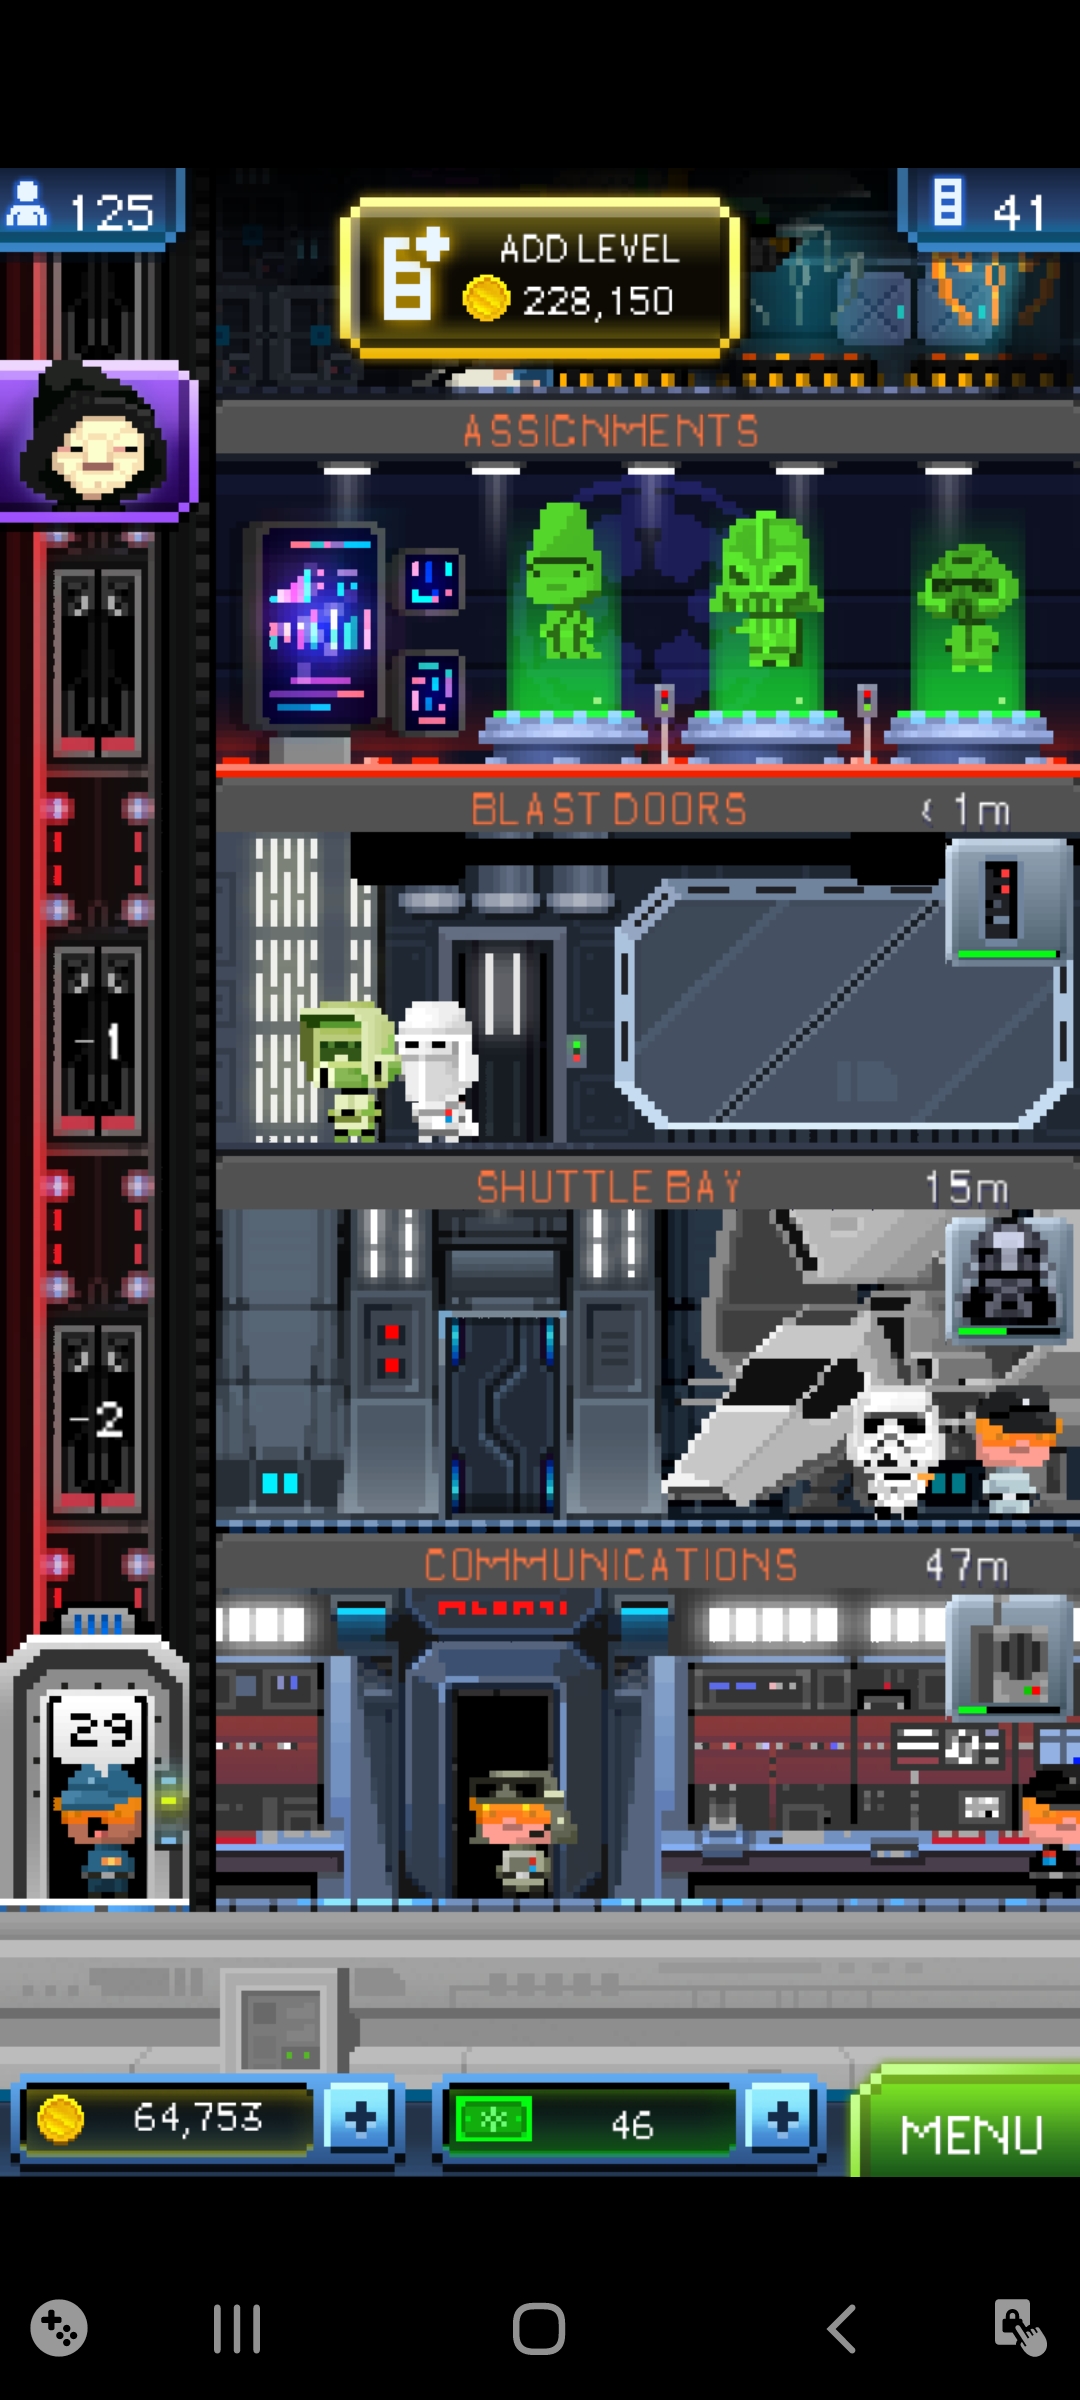 125
ADD LEVEL
228,150
41
ASSIGNMENTS
BLAST DOORS < 1m
-1
SHUTTLE BAY 15m
-2
COMMUNICATIONS 47m
29
64,753
46
MENU